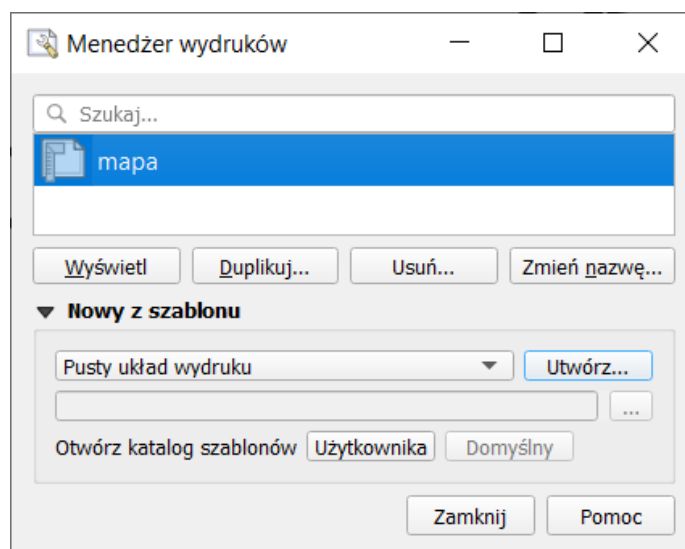 Menedżer wydruków
Szukaj...
mapa
Wyświetl Duplikuj... Usuń... Zmień nazwę...
Nowy z szablonu
Pusty układ wydruku Utwórz...
...
Otwórz katalog szablonów Użytkownika Domyślny
Zamknij Pomoc